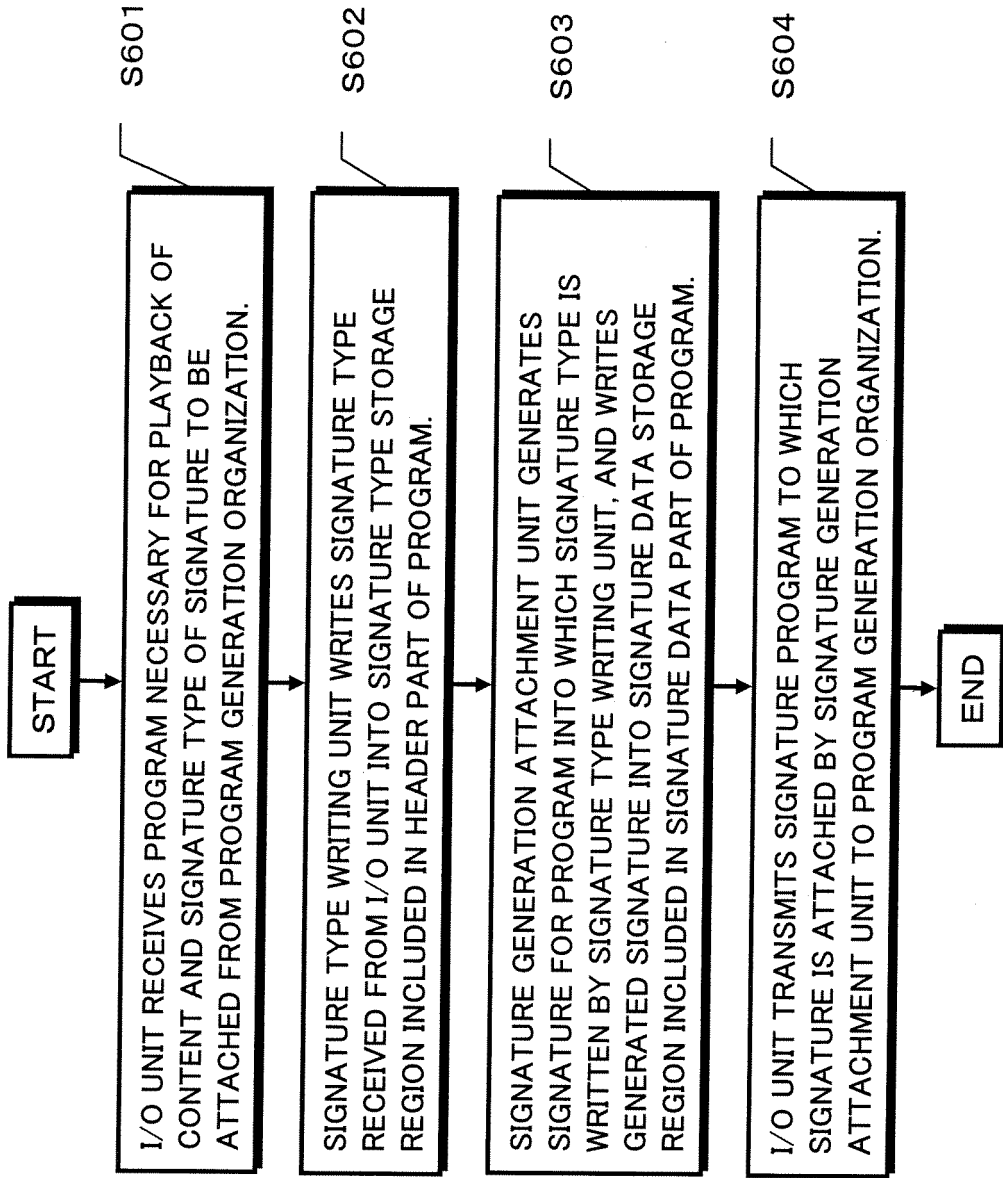 START
I/O UNIT RECEIVES PROGRAM NECESSARY FOR PLAYBACK OF
CONTENT AND SIGNATURE TYPE OF SIGNATURE TO BE
ATTACHED FROM PROGRAM GENERATION ORGANIZATION.
S601
SIGNATURE TYPE WRITING UNIT WRITES SIGNATURE TYPE
RECEIVED FROM I/O UNIT INTO SIGNATURE TYPE STORAGE
REGION INCLUDED IN HEADER PART OF PROGRAM.
S602
SIGNATURE GENERATION ATTACHMENT UNIT GENERATES
SIGNATURE FOR PROGRAM INTO WHICH SIGNATURE TYPE IS
WRITTEN BY SIGNATURE TYPE WRITING UNIT, AND WRITES
GENERATED SIGNATURE INTO SIGNATURE DATA STORAGE
REGION INCLUDED IN SIGNATURE DATA PART OF PROGRAM.
S603
I/O UNIT TRANSMITS SIGNATURE PROGRAM TO WHICH
SIGNATURE IS ATTACHED BY SIGNATURE GENERATION
ATTACHMENT UNIT TO PROGRAM GENERATION ORGANIZATION.
S604
END